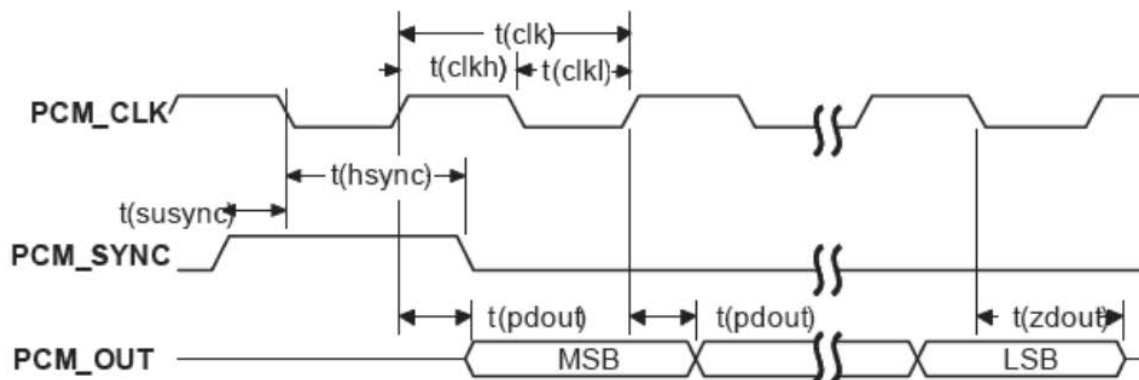 t(clk)
t(clkh) t(clkl)
PCM_CLK
t(hsync)
t(susync)
PCM_SYNC
t(pdout) t(pdout) t(zdout)
PCM_OUT MSB LSB